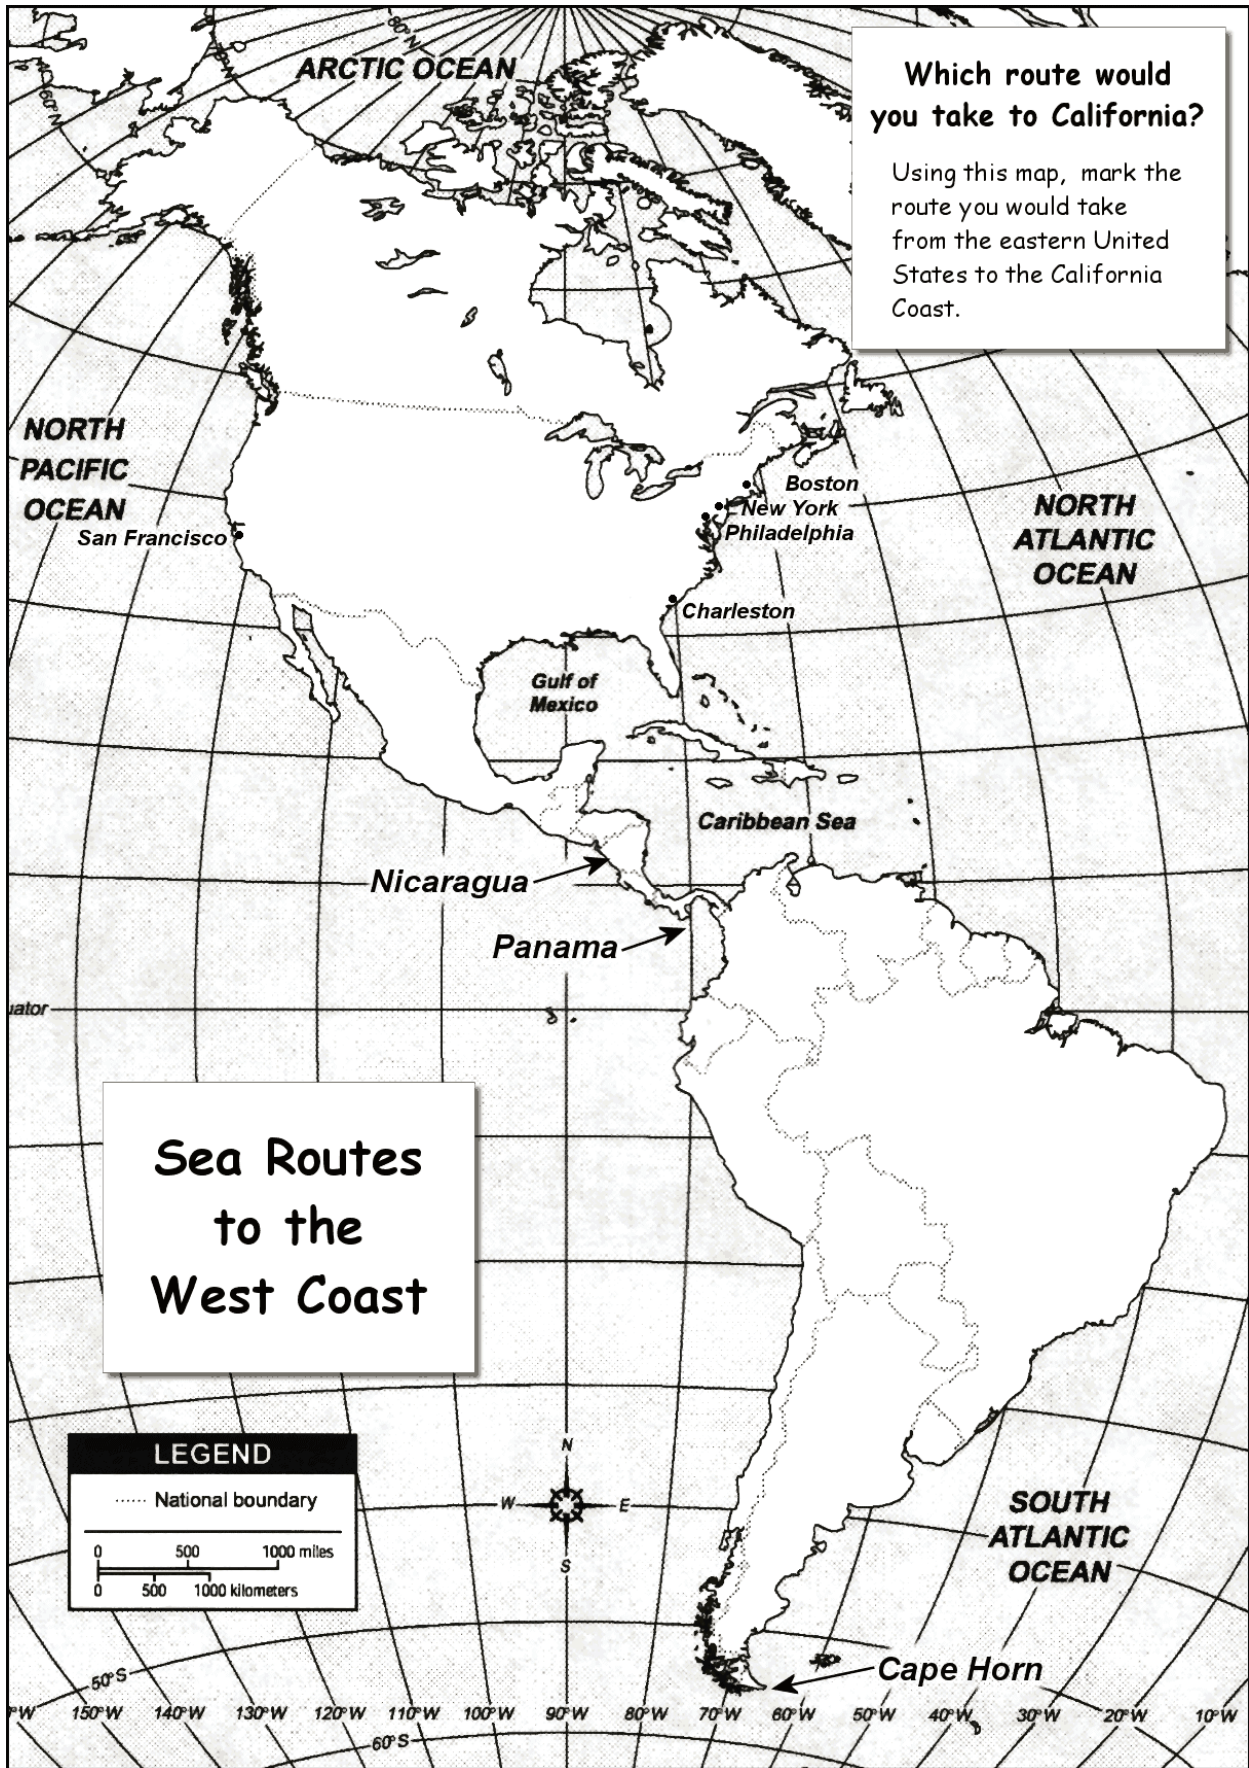 80°N
70°N
60°N
ARCTIC OCEAN
Which route would
you take to California?
Using this map, mark the
route you would take
from the eastern United
States to the California
Coast.
NORTH
PACIFIC
OCEAN
San Francisco
Boston
New York
Philadelphia
NORTH
ATLANTIC
OCEAN
Charleston
Gulf of
Mexico
Caribbean Sea
Nicaragua
Panama
uator
Sea Routes
to the
West Coast
LEGEND
National boundary
0 500 1000 miles
0 500 1000 kilometers
N
W E
S
SOUTH
ATLANTIC
OCEAN
Cape Horn
50°S
°W 150°W 140°W 130°W 120°W 110°W 100°W 90°W 80°W 70°W 60°W 50°W 40°W 30°W 20°W 10°W
60°S